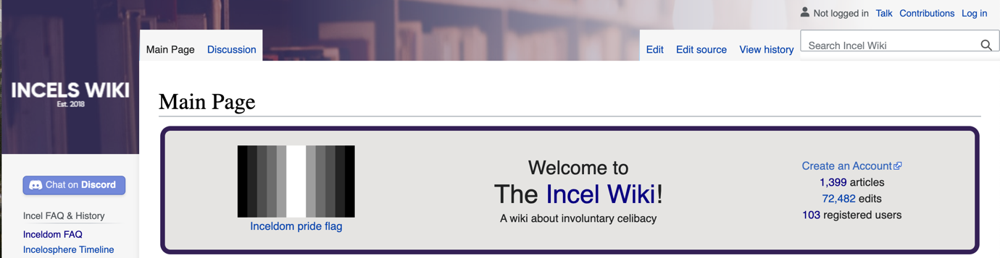 Not logged in Talk Contributions Log in
Main Page Discussion Edit Edit source View history Search Incel Wiki
INCELS WIKI
Est. 2018
Main Page
Welcome to
The Incel Wiki!
A wiki about involuntary celibacy
Create an Account
1,399 articles
72,482 edits
103 registered users
Inceldom pride flag
Chat on Discord
Incel FAQ & History
Inceldom FAQ
Incelosphere Timeline